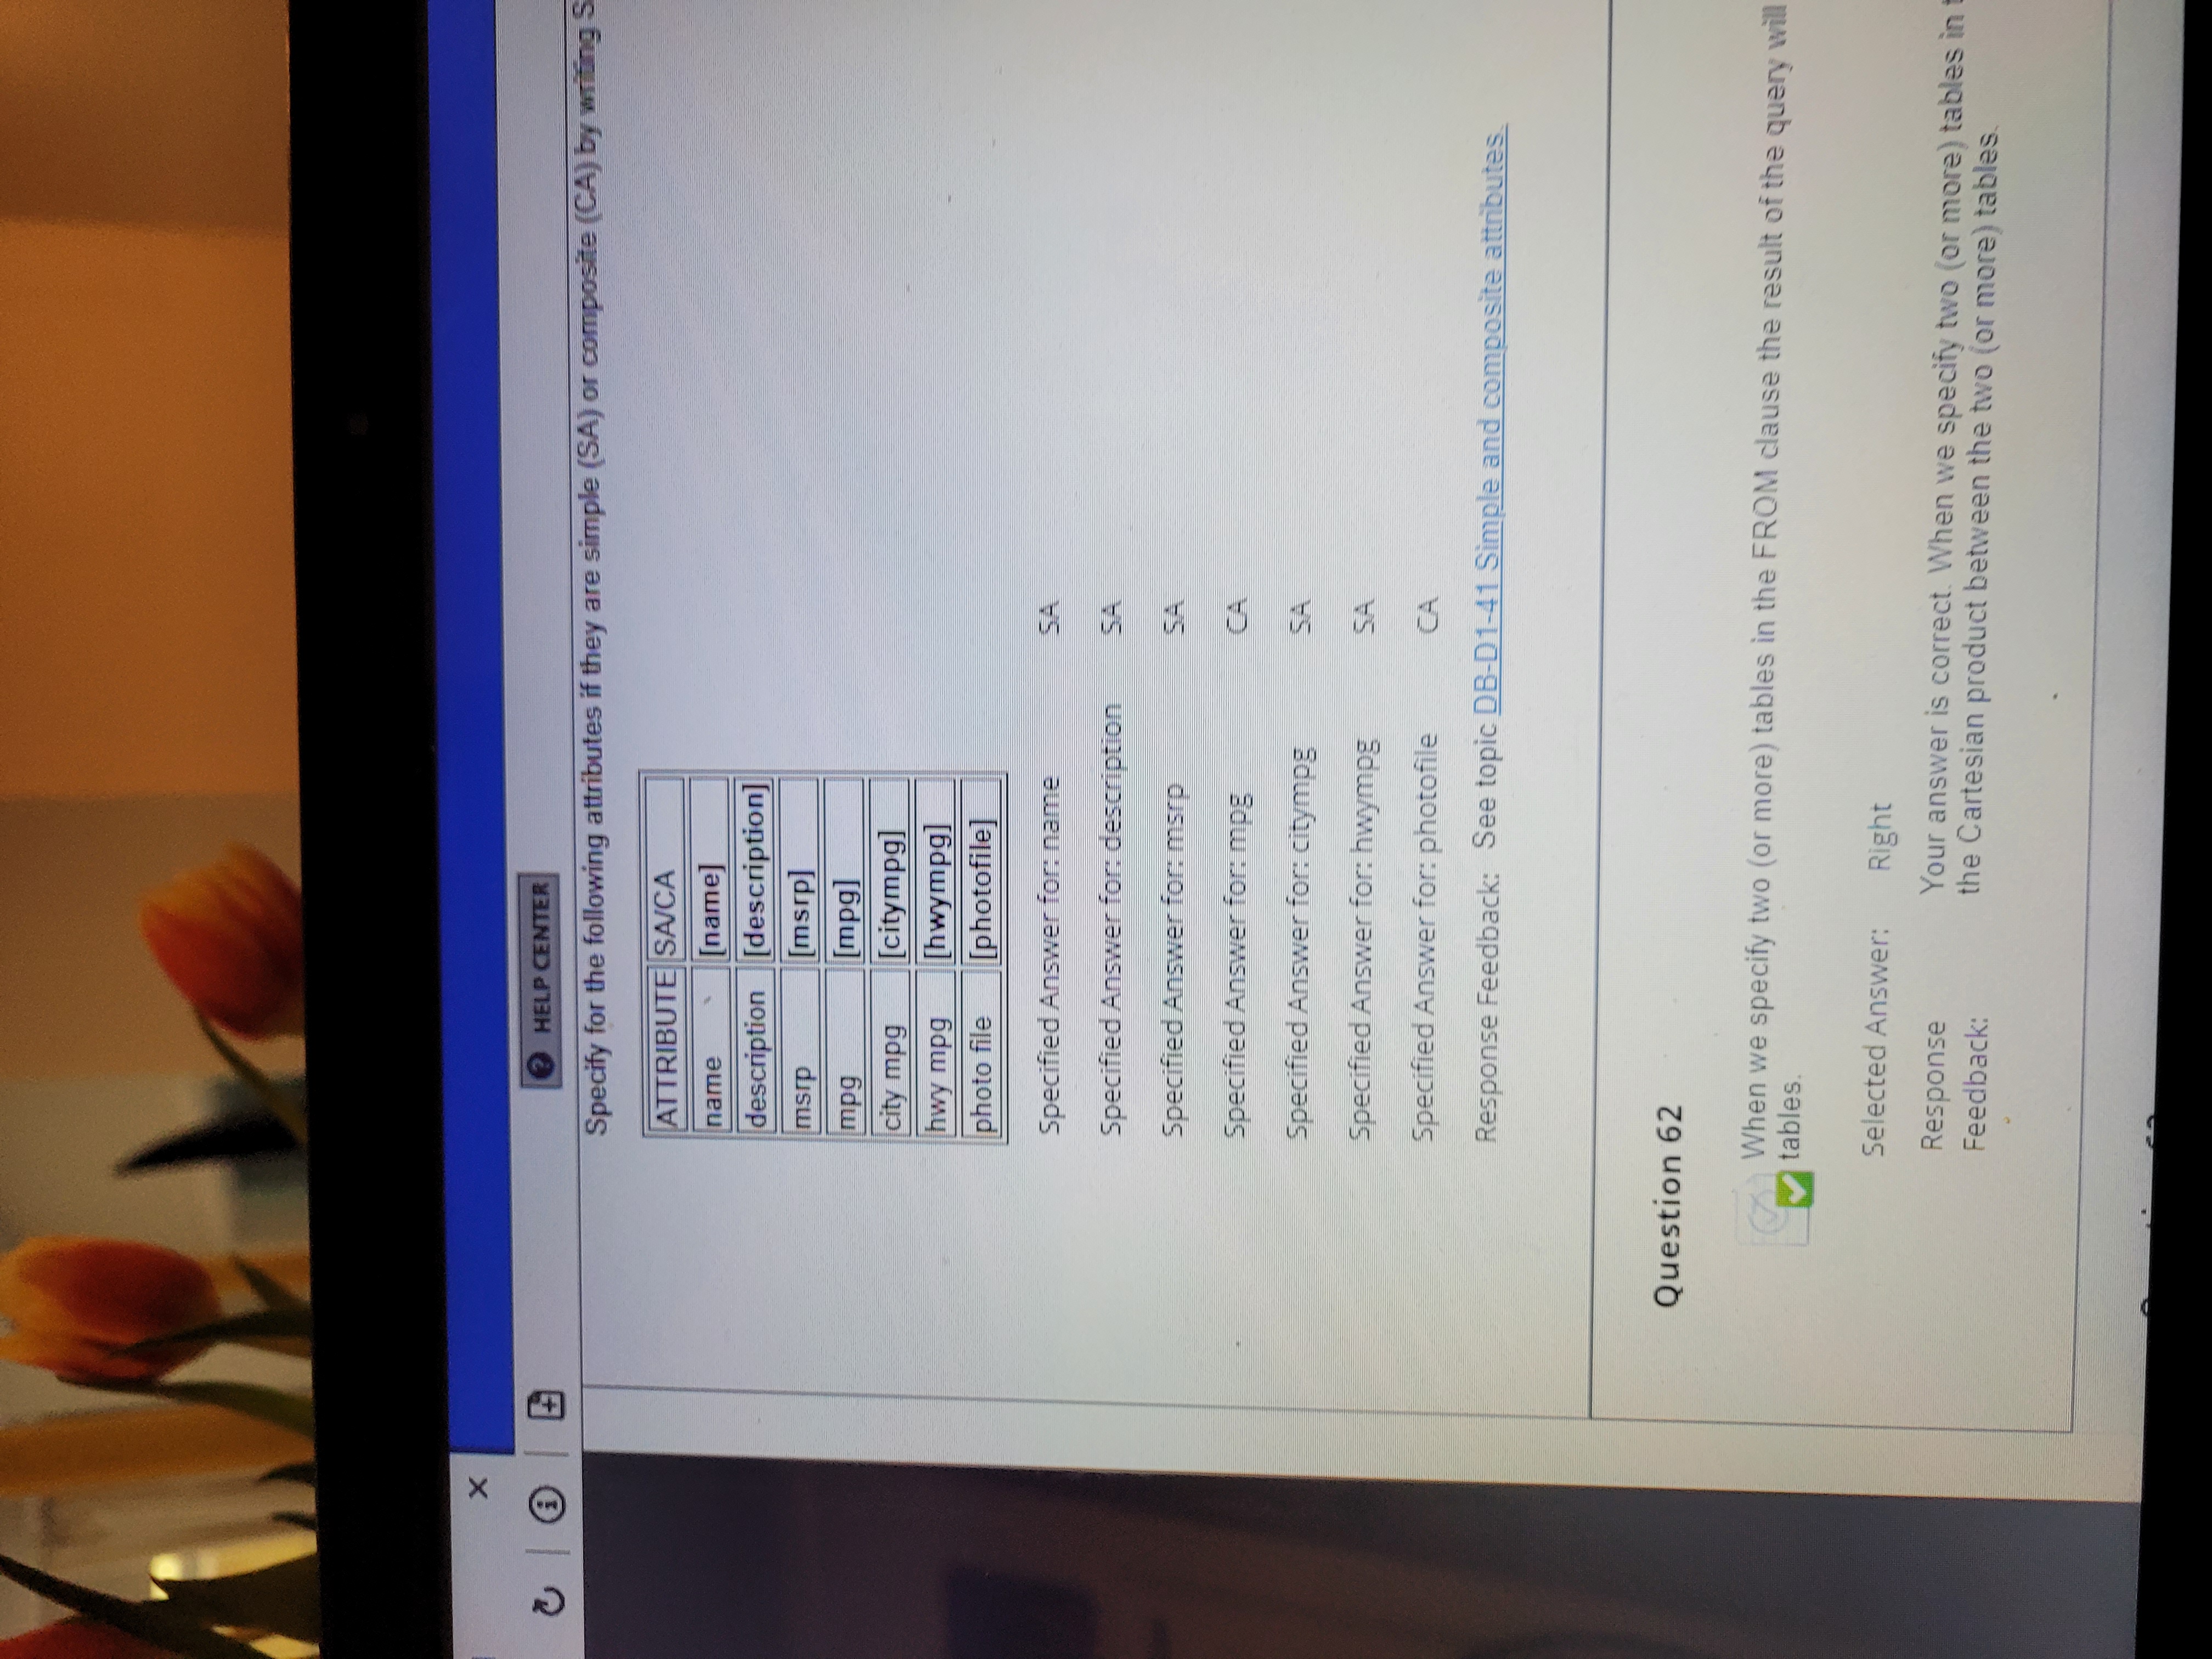 HELP CENTER
Specify for the following attributes if they are simple (SA) or composite (CA) by writing
ATTRIBUTE SA/CA
name [name]
description [description]
msrp [msrp]
mpg [mpg]
city mpg [citympg]
hwy mpg [hwympg]
photo file [photofile]
Specified Answer for: name SA
Specified Answer for: description SA
Specified Answer for: msrp SA
Specified Answer for: mpg CA
Specified Answer for: citympg SA
Specified Answer for: hwympg SA
Specified Answer for: photofile CA
Response Feedback: See topic DB-D1-41 Simple and composite attributes.
Question 62
When we specify two (or more) tables in the FROM clause the result of the query will
tables.
Selected Answer: Right
Response Feedback: Your answer is correct. When we specify two (or more) tables in
the Cartesian product between the two (or more) tables.